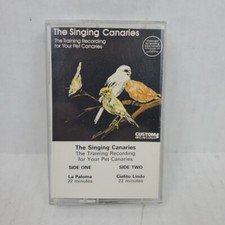 The Singing Canaries
The Training Recording
for Your Pet Canaries
The Singing Canaries
The Training Recording
for Your Pet Canaries
SIDE ONE
La Paloma
22 minutes
SIDE TWO
Cielito Lindo
22 minutes